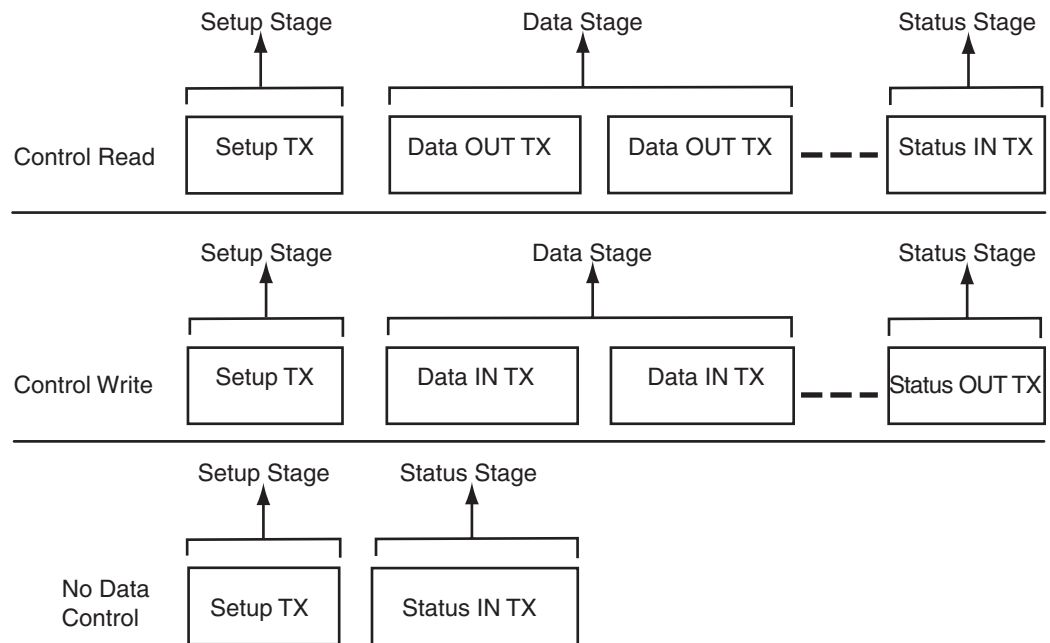 Setup Stage Data Stage Status Stage
Control Read Setup TX Data OUT TX Data OUT TX Status IN TX
Setup Stage Data Stage Status Stage
Control Write Setup TX Data IN TX Data IN TX Status OUT TX
Setup Stage Status Stage
No Data
Control Setup TX Status IN TX